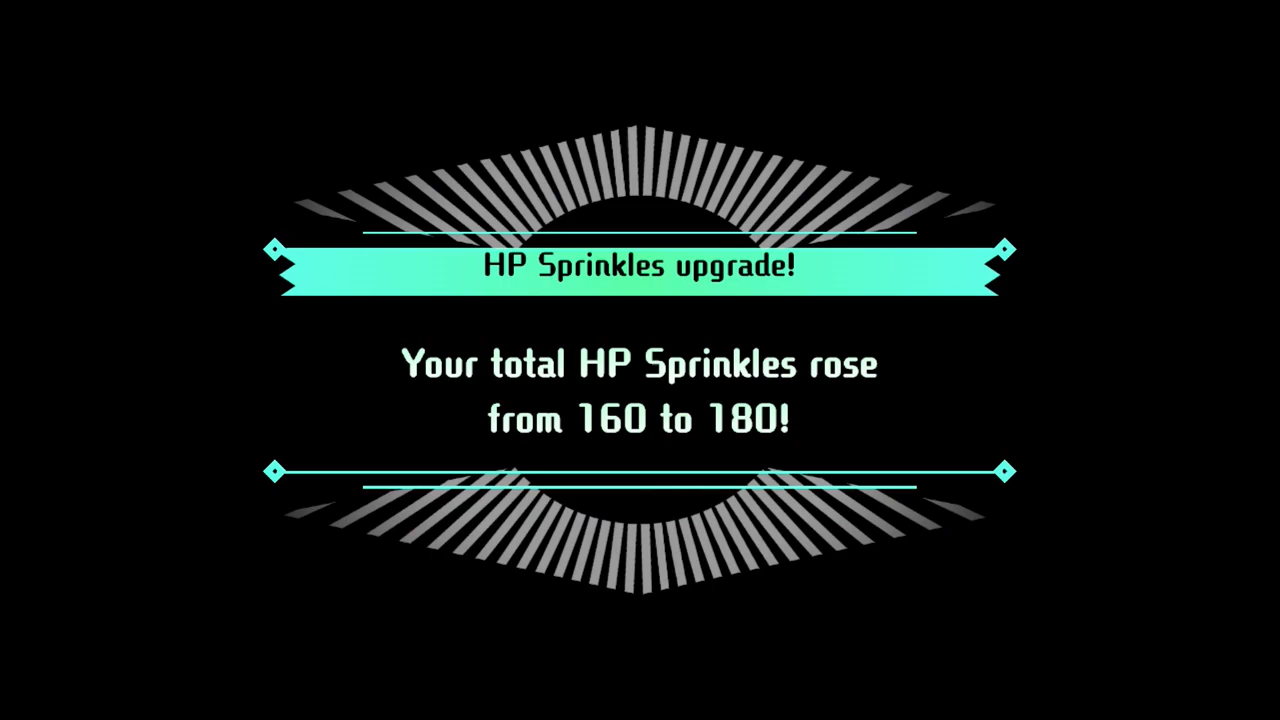 HP Sprinkles upgrade!
Your total HP Sprinkles rose
from 160 to 180!